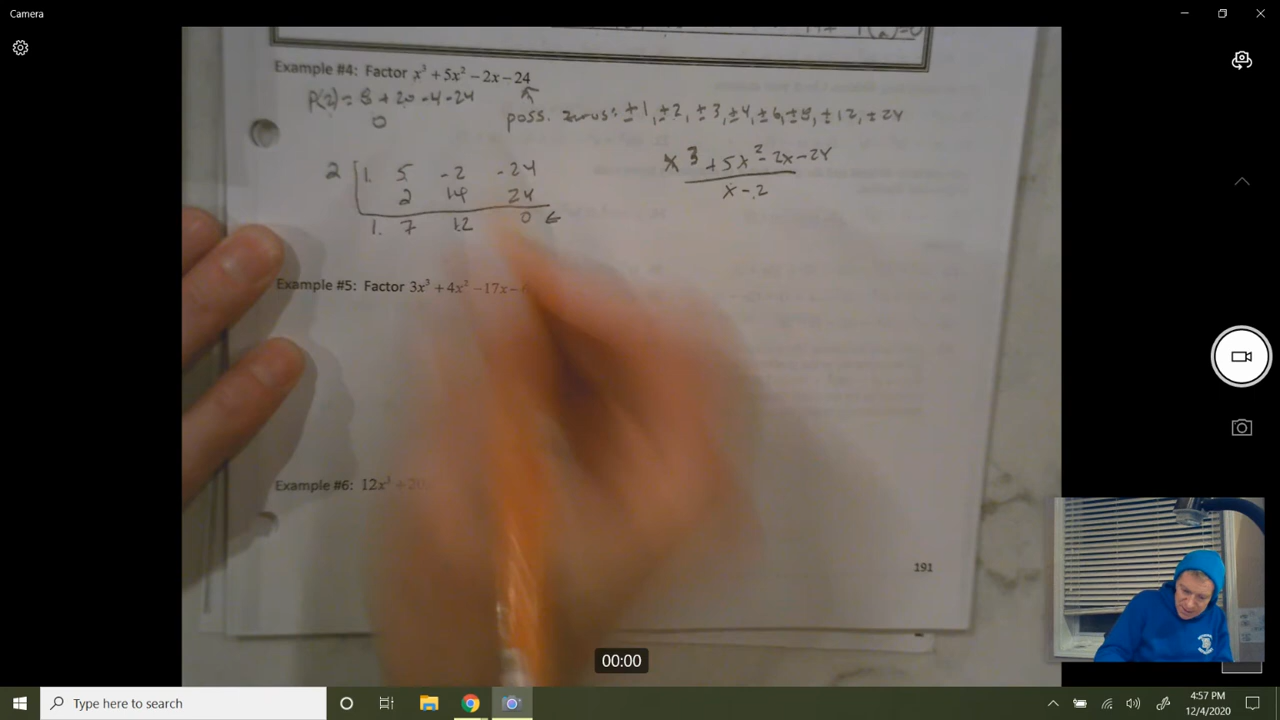 Camera
P(2)=0
Example #4: Factor x³ + 5x² − 2x − 24
P(2) = 8 + 20 - 4 - 24
0
poss. zeros: ±1, ±2, ±3, ±4, ±6, ±8, ±12, ±24
2 1 5 -2 -24
2 14 24
1 7 12 0 ←
x³ + 5x² - 2x - 24
x - 2
Example #5: Factor 3x³ + 4x² − 17x −
Example #6: 12x³ +
191
00:00
Type here to search
4:57 PM
12/4/2020